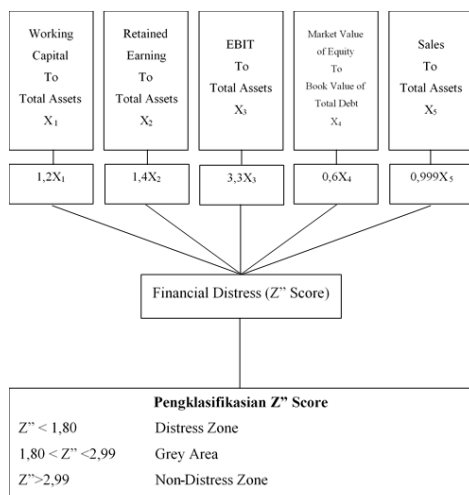 Working
Capital
To
Total Assets
X1
Retained
Earning
To
Total Assets
X2
EBIT
To
Total Assets
X3
Market Value
of Equity
To
Book Value of
Total Debt
X4
Sales
To
Total Assets
X5
1,2X1
1,4X2
3,3X3
0,6X4
0,999X5
Financial Distress (Z” Score)
Pengklasifikasian Z” Score
Z” < 1,80 Distress Zone
1,80 < Z” <2,99 Grey Area
Z”>2,99 Non-Distress Zone